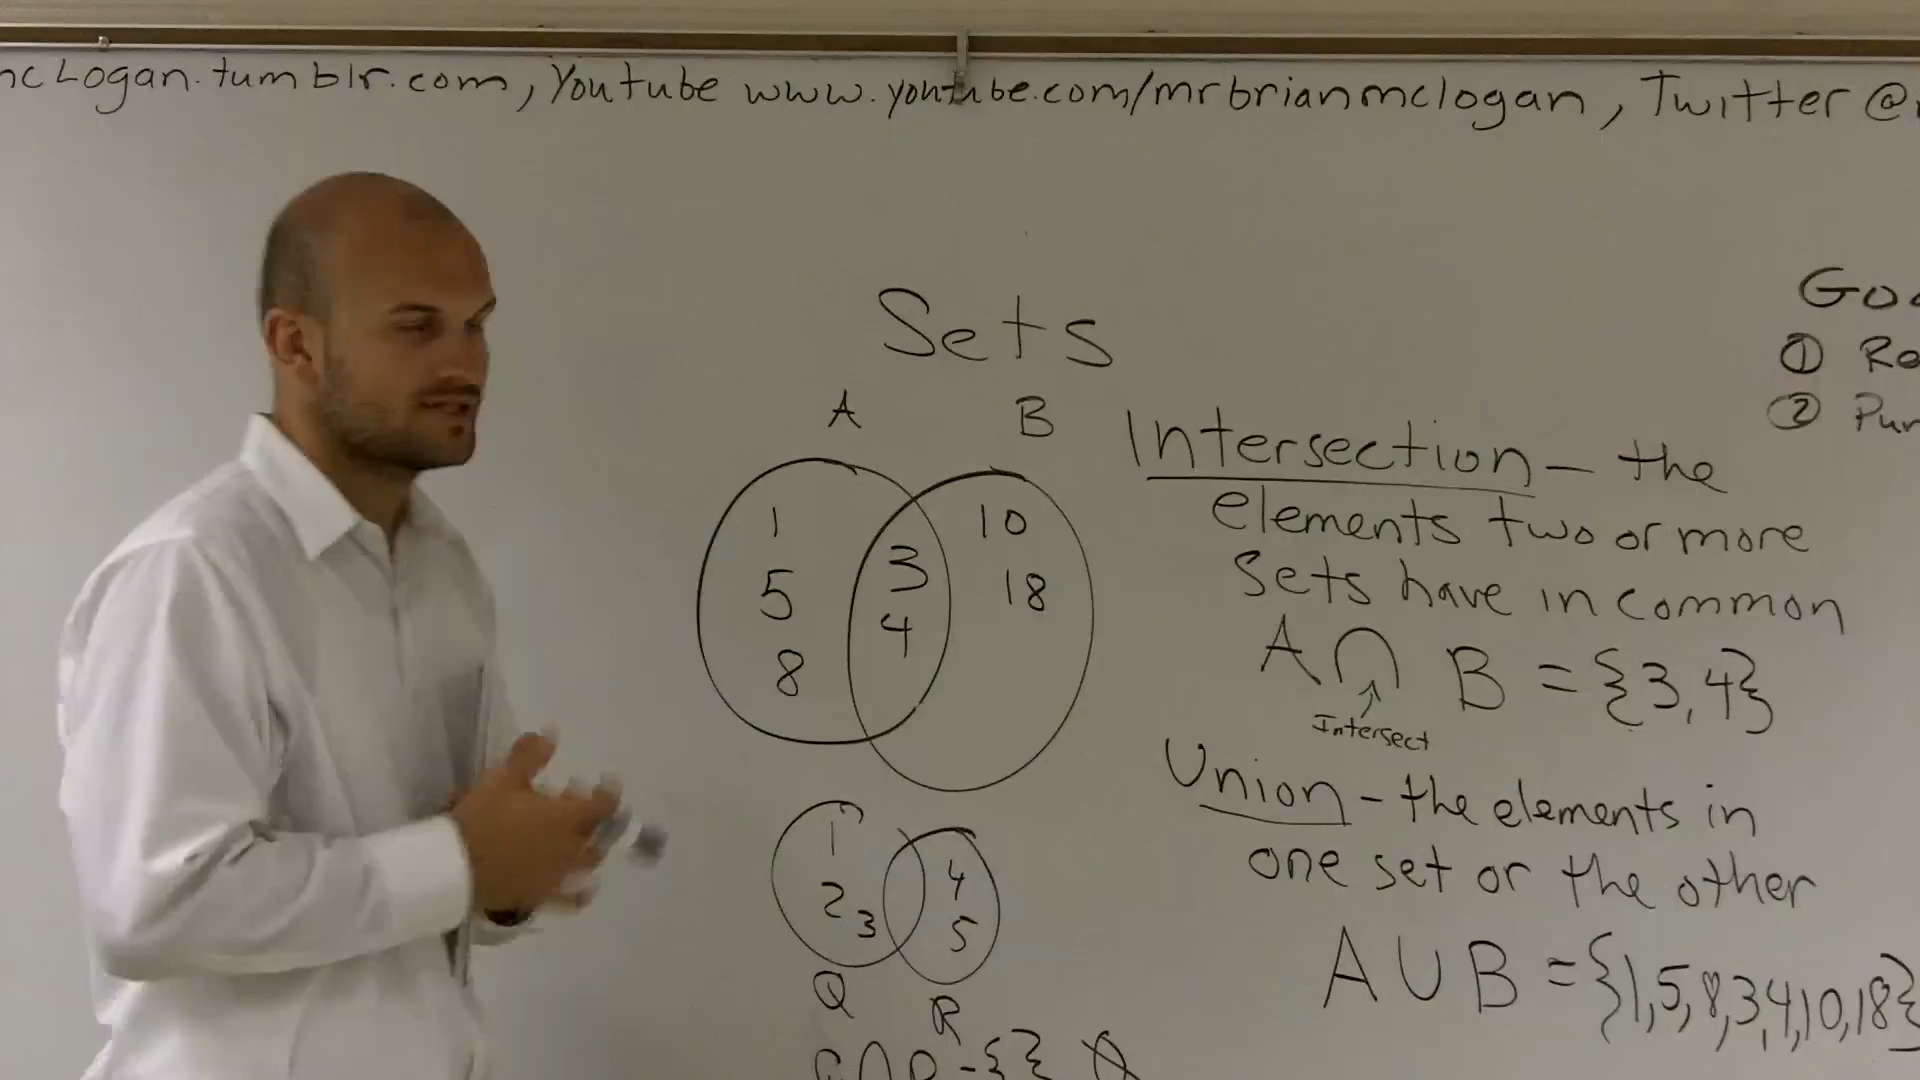 mcLogan.tumblr.com, Youtube www.youtube.com/mrbrianmclogan, Twitter @
Sets
A B
1
5
8
3
4
10
18
Intersection - the
elements two or more
Sets have in common
A ∩ B = {3, 4}
Intersect
Union - the elements in
one set or the other
A ∪ B = {1, 5, 8, 3, 4, 10, 18}
1
2 3
4
5
Q R
①
②